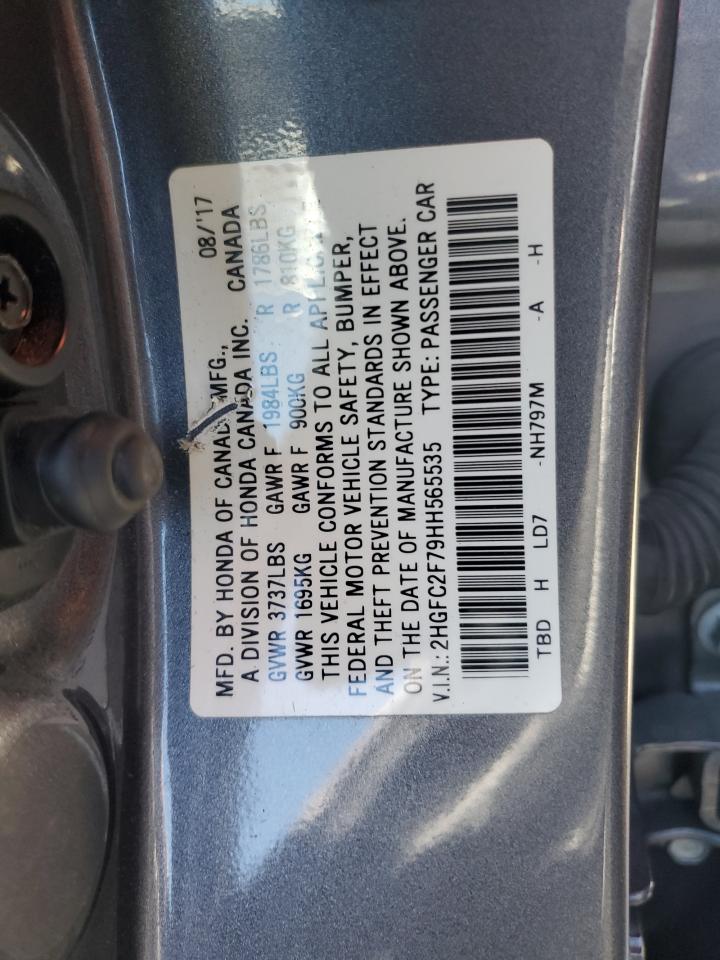 MFD. BY HONDA OF CANADA MFG., 08/'17
A DIVISION OF HONDA CANADA INC. CANADA
GVWR 3737LBS GAWR F 1984LBS R 1786LBS
GVWR 1695KG GAWR F 900KG R 810KG
THIS VEHICLE CONFORMS TO ALL
FEDERAL MOTOR VEHICLE SAFETY, BUMPER,
AND THEFT PREVENTION STANDARDS IN EFFECT
ON THE DATE OF MANUFACTURE SHOWN ABOVE.
V.I.N.: 2HGFC2F79HH565535 TYPE: PASSENGER CAR
TBD H LD7 -NH797M -A -H